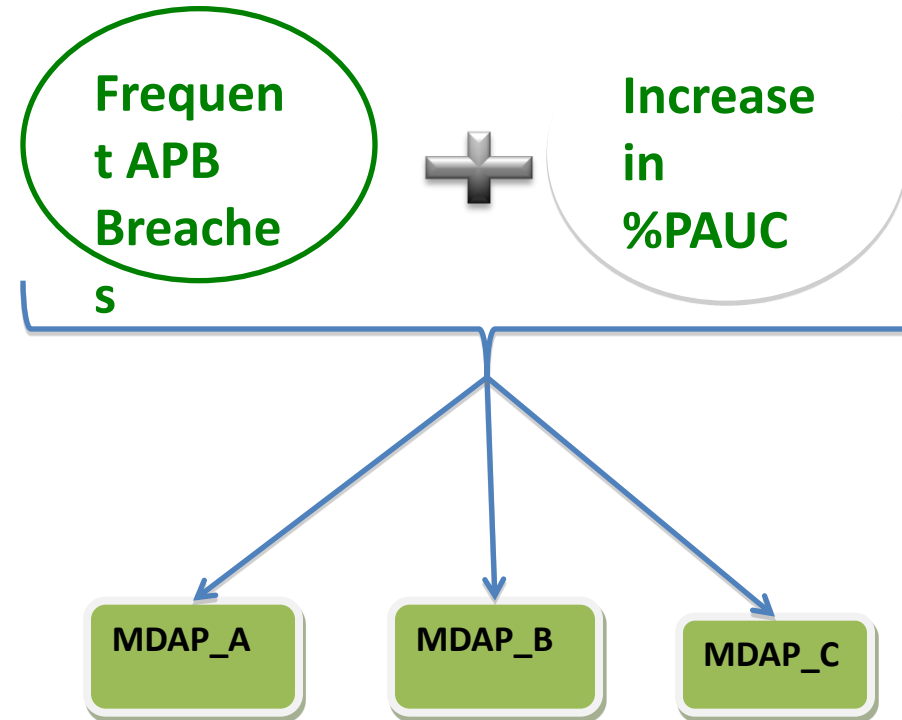 Frequen
t APB
Breache
s
Increase
in
%PAUC
MDAP_A
MDAP_B
MDAP_C